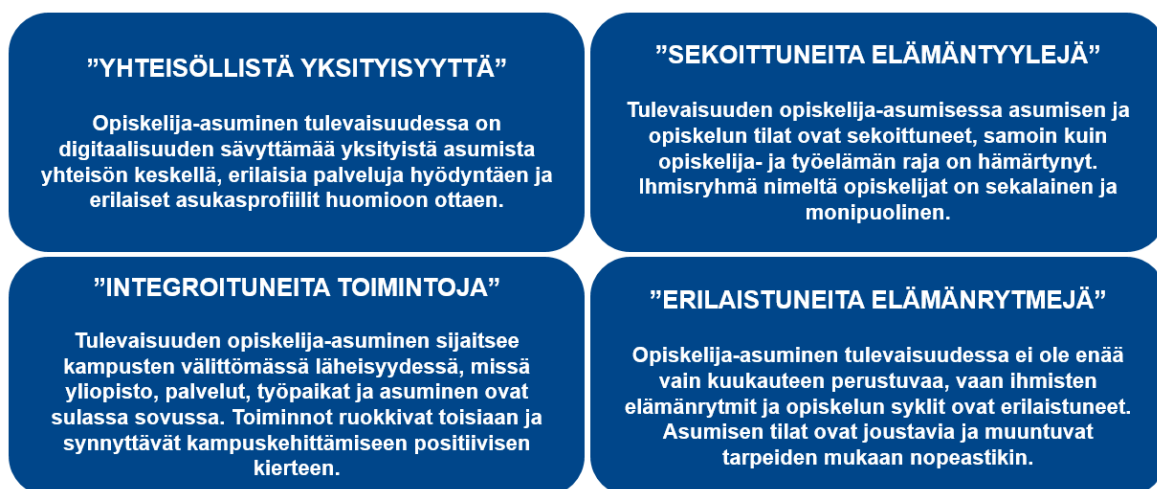 ”YHTEISÖLLISTÄ YKSITYISYYTTÄ”
Opiskelija-asuminen tulevaisuudessa on
digitaalisuuden sävyttämää yksityistä asumista
yhteisön keskellä, erilaisia palveluja hyödyntäen ja
erilaiset asukasprofiilit huomioon ottaen.
”SEKOITTUNEITA ELÄMÄNTYYLEJÄ”
Tulevaisuuden opiskelija-asumisessa asumisen ja
opiskelun tilat ovat sekoittuneet, samoin kuin
opiskelija- ja työelämän raja on hämärtynyt.
Ihmisryhmä nimeltä opiskelijat on sekalainen ja
monipuolinen.
”INTEGROITUNEITA TOIMINTOJA”
Tulevaisuuden opiskelija-asuminen sijaitsee
kampusten välittömässä läheisyydessä, missä
yliopisto, palvelut, työpaikat ja asuminen ovat
sulassa sovussa. Toiminnot ruokkivat toisiaan ja
synnyttävät kampuskehittämiseen positiivisen
kierteen.
”ERILAISTUNEITA ELÄMÄNRYTMEJÄ”
Opiskelija-asuminen tulevaisuudessa ei ole enää
vain kuukauteen perustuvaa, vaan ihmisten
elämänrytmit ja opiskelun syklit ovat erilaistuneet.
Asumisen tilat ovat joustavia ja muuntuvat
tarpeiden mukaan nopeastikin.